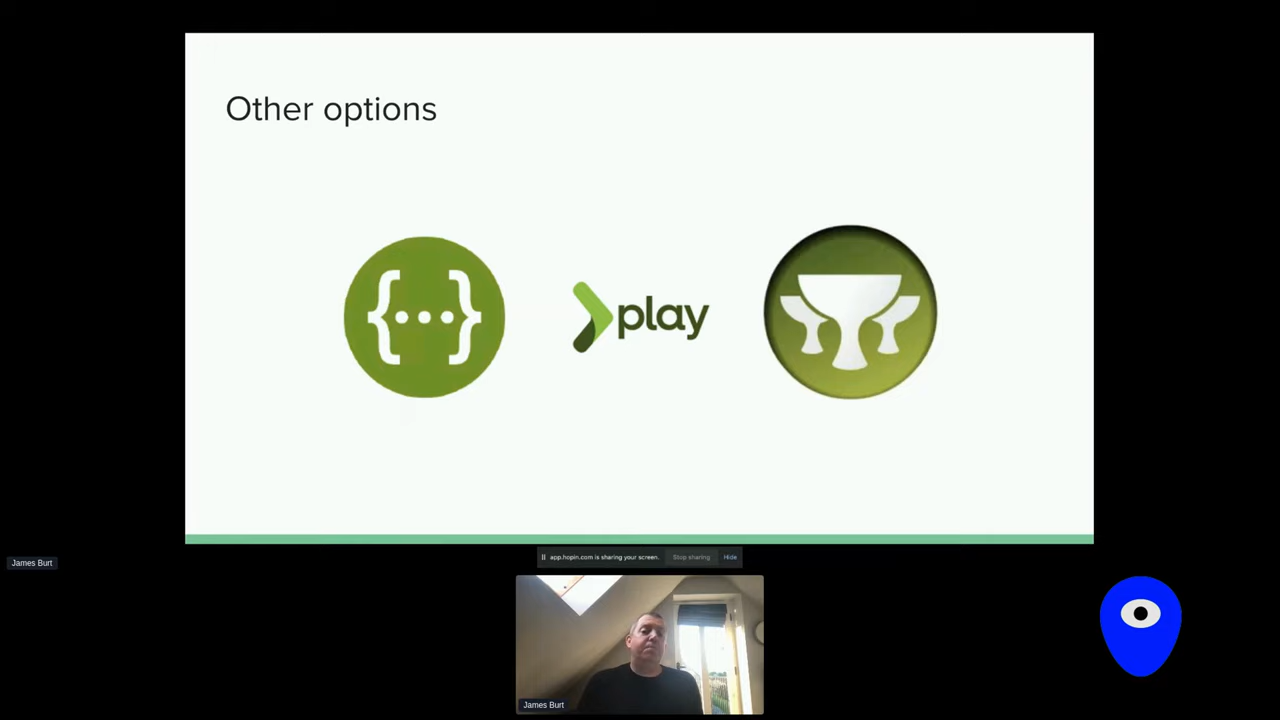 Other options
{...}
play
James Burt
app.hopin.com is sharing your screen.
Stop sharing
Hide
James Burt